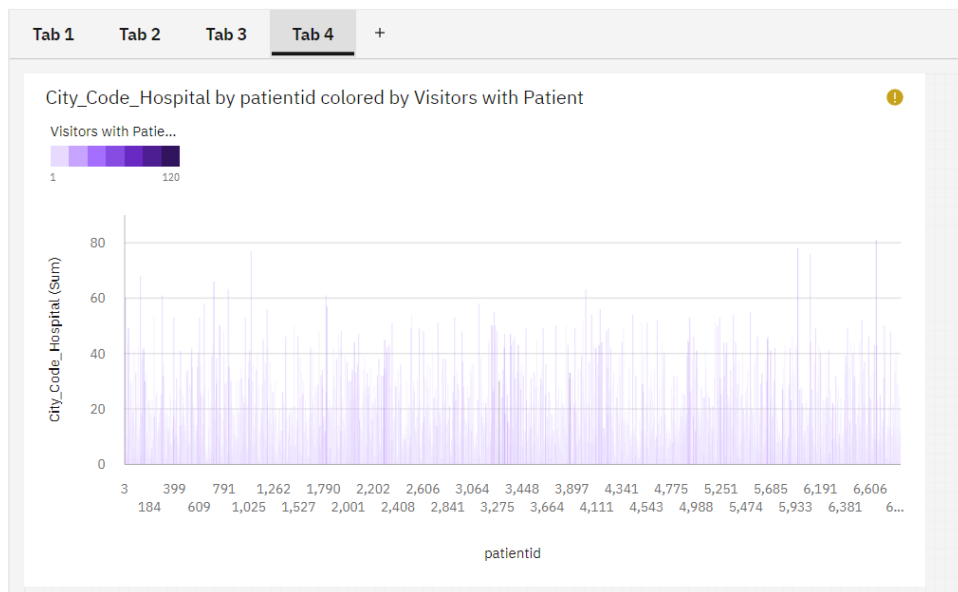 Tab 1 Tab 2 Tab 3 Tab 4 +
City_Code_Hospital by patientid colored by Visitors with Patient
!
Visitors with Patie...
1 120
City_Code_Hospital (Sum)
80
60
40
20
0
3 399 791 1,262 1,790 2,202 2,606 3,064 3,448 3,897 4,341 4,775 5,251 5,685 6,191 6,606
184 609 1,025 1,527 2,001 2,408 2,841 3,275 3,664 4,111 4,543 4,988 5,474 5,933 6,381 6...
patientid